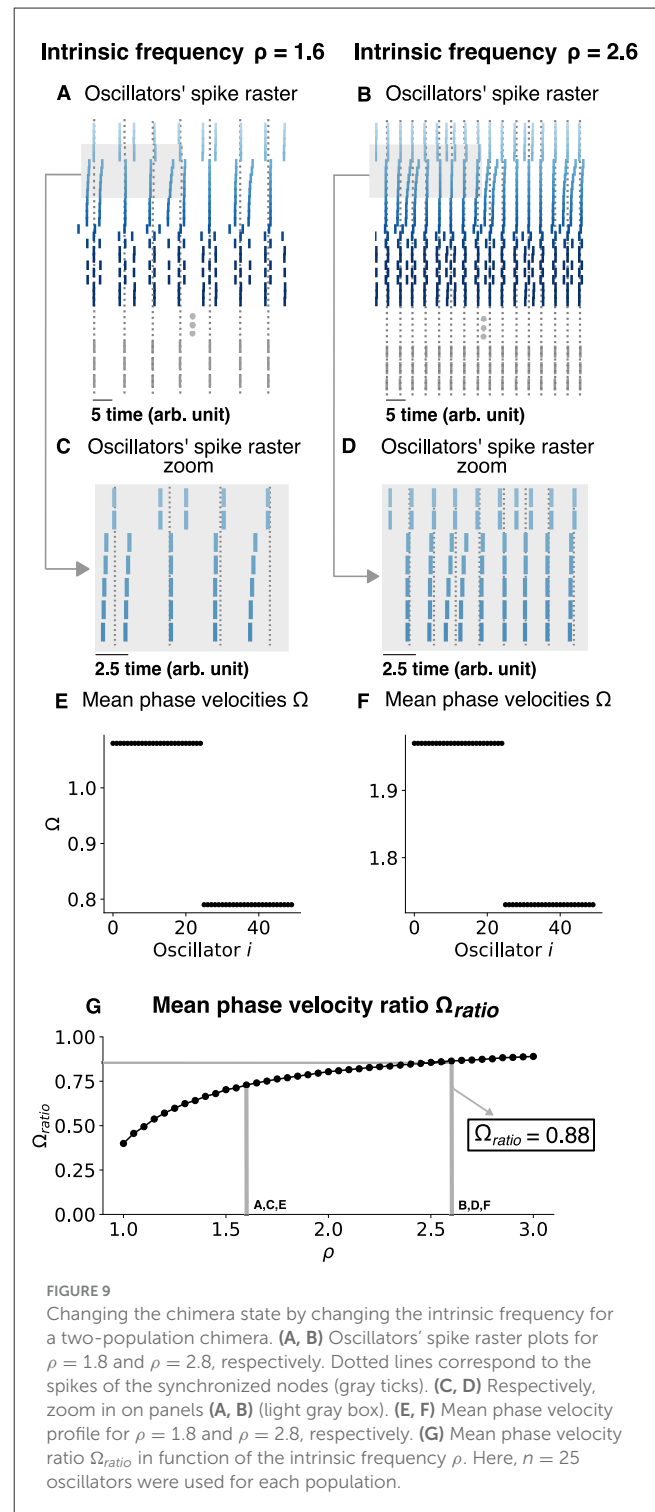 Intrinsic frequency ρ = 1.6
Intrinsic frequency ρ = 2.6
A Oscillators' spike raster
B Oscillators' spike raster
5 time (arb. unit)
5 time (arb. unit)
C Oscillators' spike raster
zoom
D Oscillators' spike raster
zoom
2.5 time (arb. unit)
2.5 time (arb. unit)
E Mean phase velocities Ω
F Mean phase velocities Ω
1.0
0.9
0.8
Ω
0 20 40
Oscillator i
1.9
1.8
0 20 40
Oscillator i
G Mean phase velocity ratio Ωratio
1.00
0.75
0.50
0.25
0.00
Ωratio
Ωratio = 0.88
A,C,E
B,D,F
1.0 1.5 2.0 2.5 3.0
ρ
FIGURE 9
Changing the chimera state by changing the intrinsic frequency for
a two-population chimera. (A, B) Oscillators' spike raster plots for
ρ = 1.8 and ρ = 2.8, respectively. Dotted lines correspond to the
spikes of the synchronized nodes (gray ticks). (C, D) Respectively,
zoom in on panels (A, B) (light gray box). (E, F) Mean phase velocity
profile for ρ = 1.8 and ρ = 2.8, respectively. (G) Mean phase velocity
ratio Ωratio in function of the intrinsic frequency ρ. Here, n = 25
oscillators were used for each population.